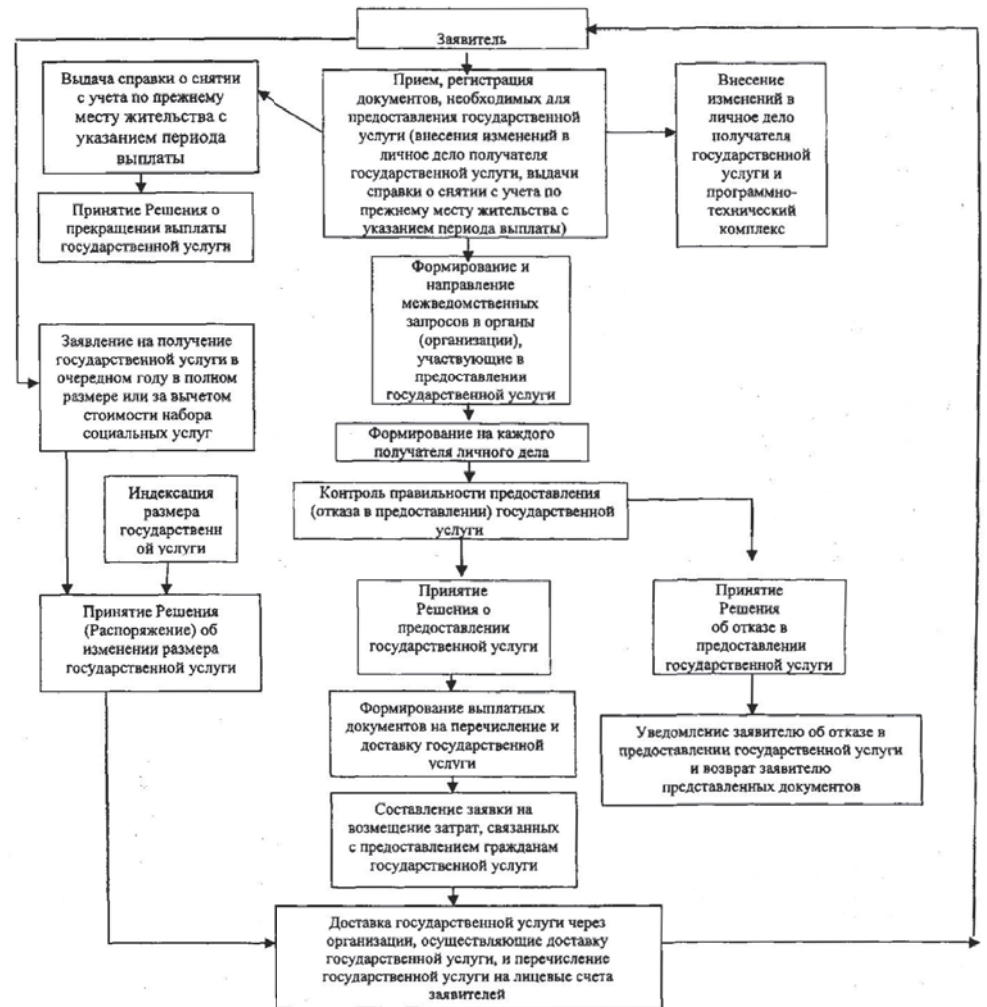 Заявитель
Выдача справки о снятии
с учета по прежнему
месту жительства с
указанием периода
выплаты
Прием, регистрация
документов, необходимых для
предоставления государственной
услуги (внесения изменений в
личное дело получателя
государственной услуги, выдачи
справки о снятии с учета по
прежнему месту жительства с
указанием периода выплаты)
Внесение
изменений в
личное дело
получателя
государственной
услуги и
программно-
технический
комплекс
Принятие Решения о
прекращении выплаты
государственной услуги
Формирование и
направление
межведомственных
запросов в органы
(организации),
участвующие в
предоставлении
государственной услуги
Заявление на получение
государственной услуги в
очередном году в полном
размере или за вычетом
стоимости набора
социальных услуг
Формирование на каждого
получателя личного дела
Индексация
размера
государственн
ой услуги
Контроль правильности предоставления
(отказа в предоставлении) государственной
услуги
Принятие Решения
(Распоряжение) об
изменении размера
государственной услуги
Принятие
Решения о
предоставлении
государственной услуги
Принятие
Решения
об отказе в
предоставлении
государственной услуги
Формирование выплатных
документов на перечисление и
доставку государственной
услуги
Уведомление заявителю об отказе в
предоставлении государственной услуги
и возврат заявителю
представленных документов
Составление заявки на
возмещение затрат, связанных
с предоставлением гражданам
государственной услуги
Доставка государственной услуги через
организации, осуществляющие доставку
государственной услуги, и перечисление
государственной услуги на лицевые счета
заявителей